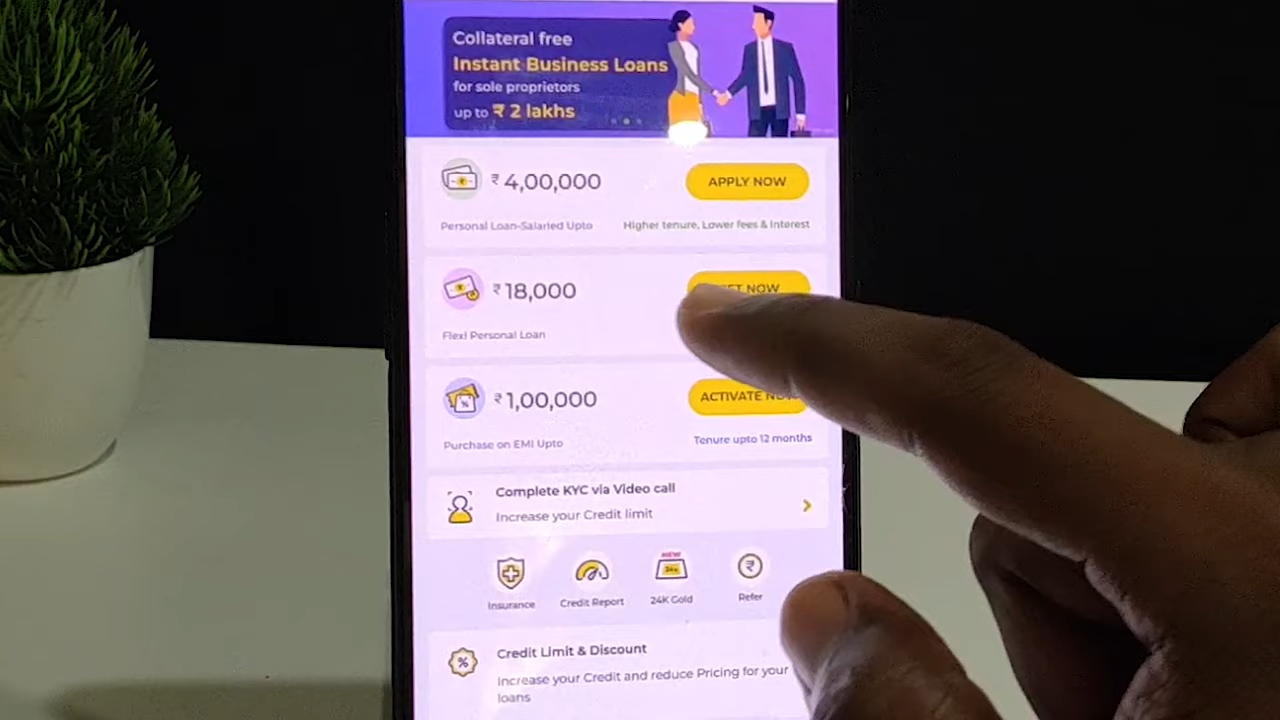 Collateral free
Instant Business Loans
for sole proprietors
up to ₹ 2 lakhs
₹ 4,00,000
APPLY NOW
Personal Loan-Salaried Upto
Higher tenure, Lower fees & Interest
₹ 18,000
NOW
Flexi Personal Loan
₹ 1,00,000
ACTIVATE
Purchase on EMI Upto
Tenure upto 12 months
Complete KYC via Video call
Increase your Credit limit
NEW
Insurance
Credit Report
24K Gold
Refer
Credit Limit & Discount
Increase your Credit and reduce Pricing for your
loans